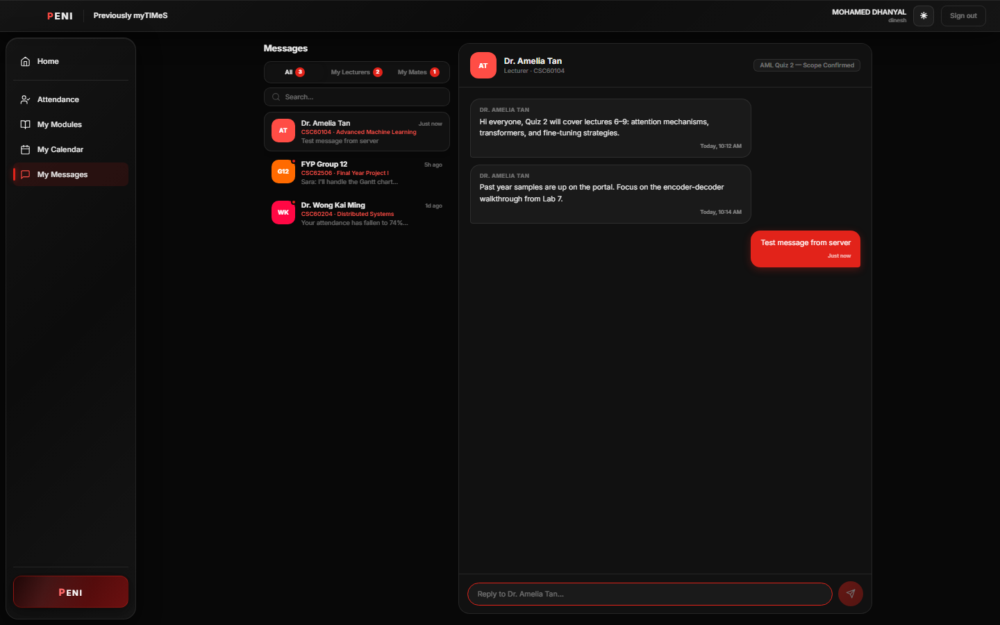 PENI
Previously myTIMeS
MOHAMED DHANYAL
dinesh
Sign out
Home
Attendance
My Modules
My Calendar
My Messages
PENI
Messages
All 3
My Lecturers 2
My Mates 1
Search...
AT
Dr. Amelia Tan
Just now
CSC60104 · Advanced Machine Learning
Test message from server
G12
FYP Group 12
5h ago
CSC62506 · Final Year Project I
Sara: I'll handle the Gantt chart...
WK
Dr. Wong Kai Ming
1d ago
CSC60204 · Distributed Systems
Your attendance has fallen to 74%...
AT
Dr. Amelia Tan
Lecturer · CSC60104
AML Quiz 2 — Scope Confirmed
DR. AMELIA TAN
Hi everyone, Quiz 2 will cover lectures 6–9: attention mechanisms,
transformers, and fine-tuning strategies.
Today, 10:12 AM
DR. AMELIA TAN
Past year samples are up on the portal. Focus on the encoder-decoder
walkthrough from Lab 7.
Today, 10:14 AM
Test message from server
Just now
Reply to Dr. Amelia Tan...